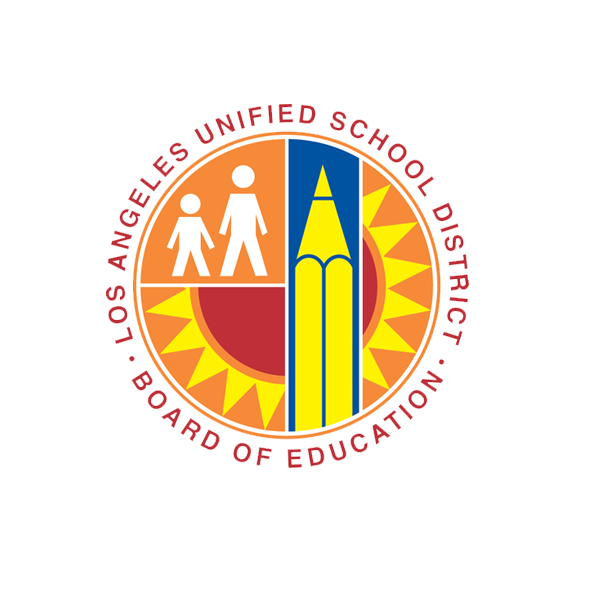 LOS ANGELES UNIFIED SCHOOL DISTRICT
· BOARD OF EDUCATION ·